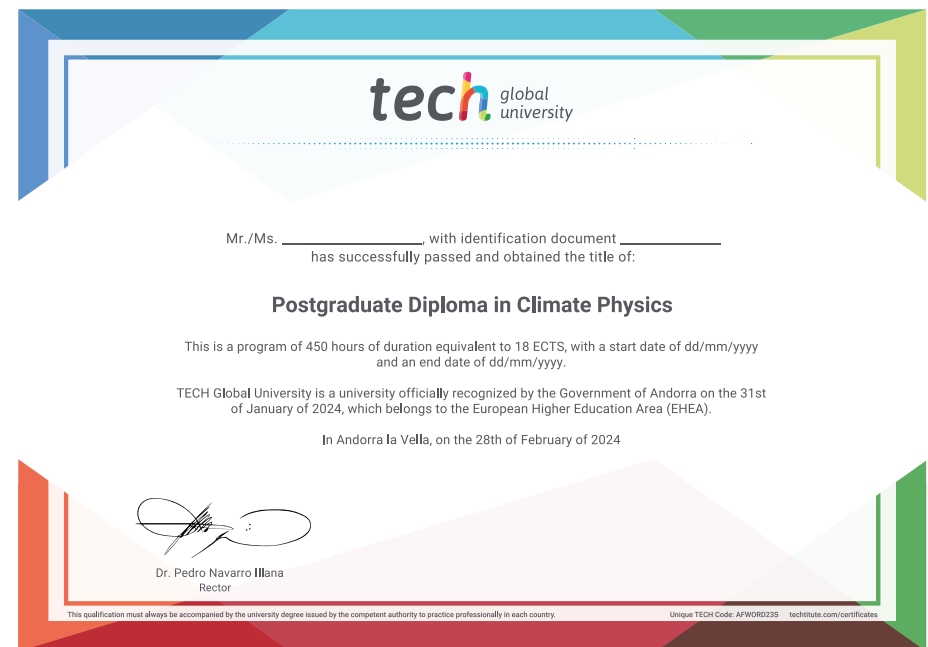 tech global university
Mr./Ms. ________________, with identification document ____________
has successfully passed and obtained the title of:
Postgraduate Diploma in Climate Physics
This is a program of 450 hours of duration equivalent to 18 ECTS, with a start date of dd/mm/yyyy
and an end date of dd/mm/yyyy.
TECH Global University is a university officially recognized by the Government of Andorra on the 31st
of January of 2024, which belongs to the European Higher Education Area (EHEA).
In Andorra la Vella, on the 28th of February of 2024
Dr. Pedro Navarro Illana
Rector
This qualification must always be accompanied by the university degree issued by the competent authority to practice professionally in each country. Unique TECH Code: AFWORD23S techtitute.com/certificates